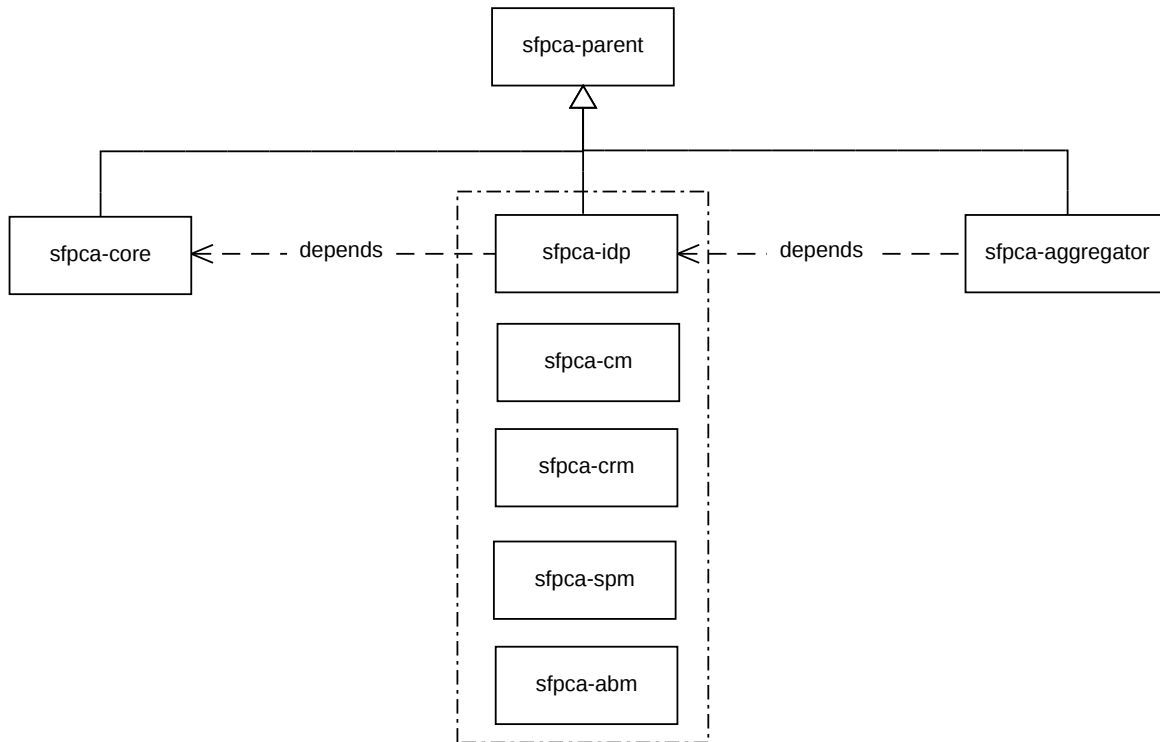 sfpca-parent
sfpca-core
depends
sfpca-idp
depends
sfpca-aggregator
sfpca-cm
sfpca-crm
sfpca-spm
sfpca-abm